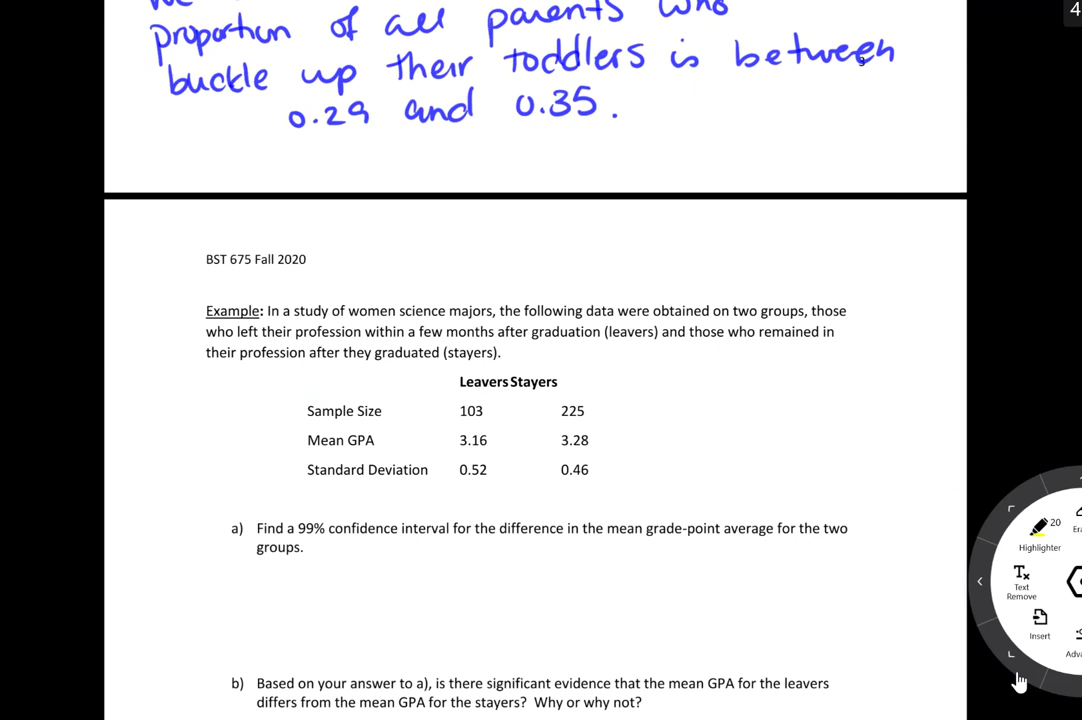 proportion of all parents who
buckle up their toddlers is between
0.29 and 0.35.
4
BST 675 Fall 2020
Example: In a study of women science majors, the following data were obtained on two groups, those
who left their profession within a few months after graduation (leavers) and those who remained in
their profession after they graduated (stayers).
Leavers Stayers
Sample Size 103 225
Mean GPA 3.16 3.28
Standard Deviation 0.52 0.46
a) Find a 99% confidence interval for the difference in the mean grade-point average for the two
groups.
b) Based on your answer to a), is there significant evidence that the mean GPA for the leavers
differs from the mean GPA for the stayers? Why or why not?
20
Highlighter
Text
Remove
Insert